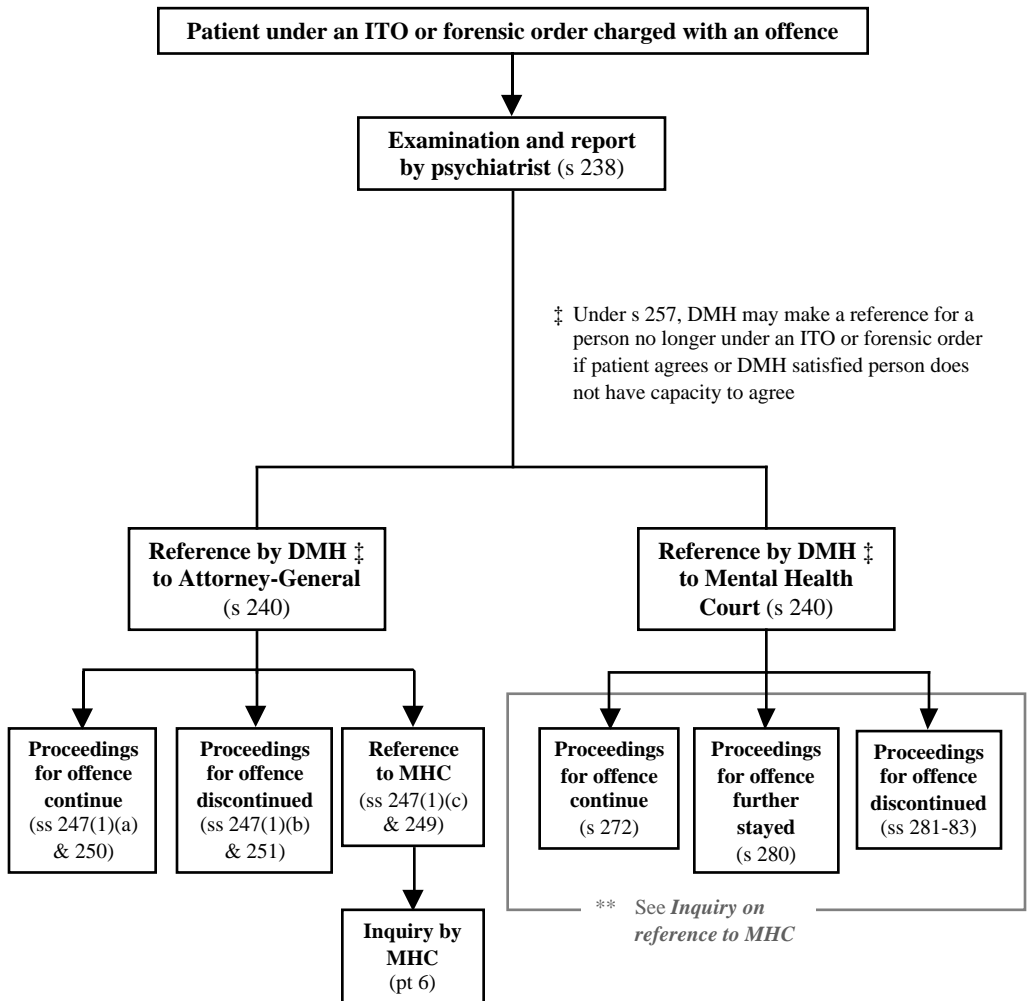 Patient under an ITO or forensic order charged with an offence
Examination and report
by psychiatrist (s 238)
‡ Under s 257, DMH may make a reference for a
person no longer under an ITO or forensic order
if patient agrees or DMH satisfied person does
not have capacity to agree
Reference by DMH ‡
to Attorney-General
(s 240)
Reference by DMH ‡
to Mental Health
Court (s 240)
Proceedings
for offence
continue
(ss 247(1)(a)
& 250)
Proceedings
for offence
discontinued
(ss 247(1)(b)
& 251)
Reference
to MHC
(ss 247(1)(c)
& 249)
Proceedings
for offence
continue
(s 272)
Proceedings
for offence
further
stayed
(s 280)
Proceedings
for offence
discontinued
(ss 281-83)
** See Inquiry on
reference to MHC
Inquiry by
MHC
(pt 6)